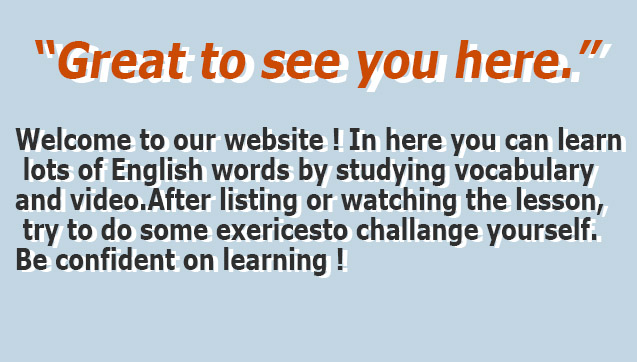 “Great to see you here.”
Welcome to our website ! In here you can learn
lots of English words by studying vocabulary
and video.After listing or watching the lesson,
try to do some exericesto challange yourself.
Be confident on learning !